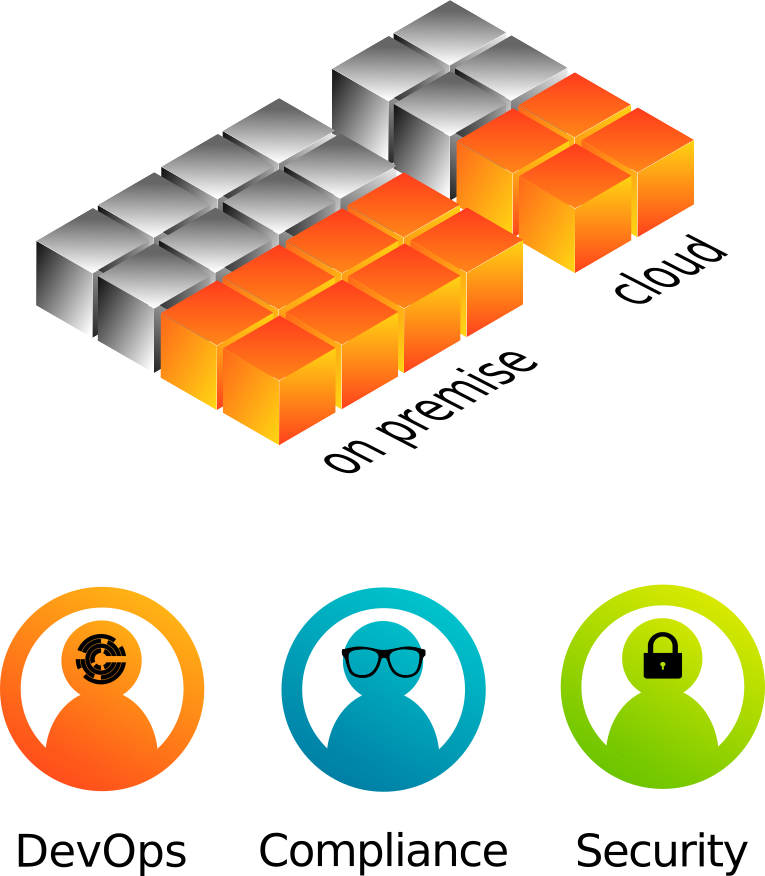 cloud
on premise
DevOps
Compliance
Security